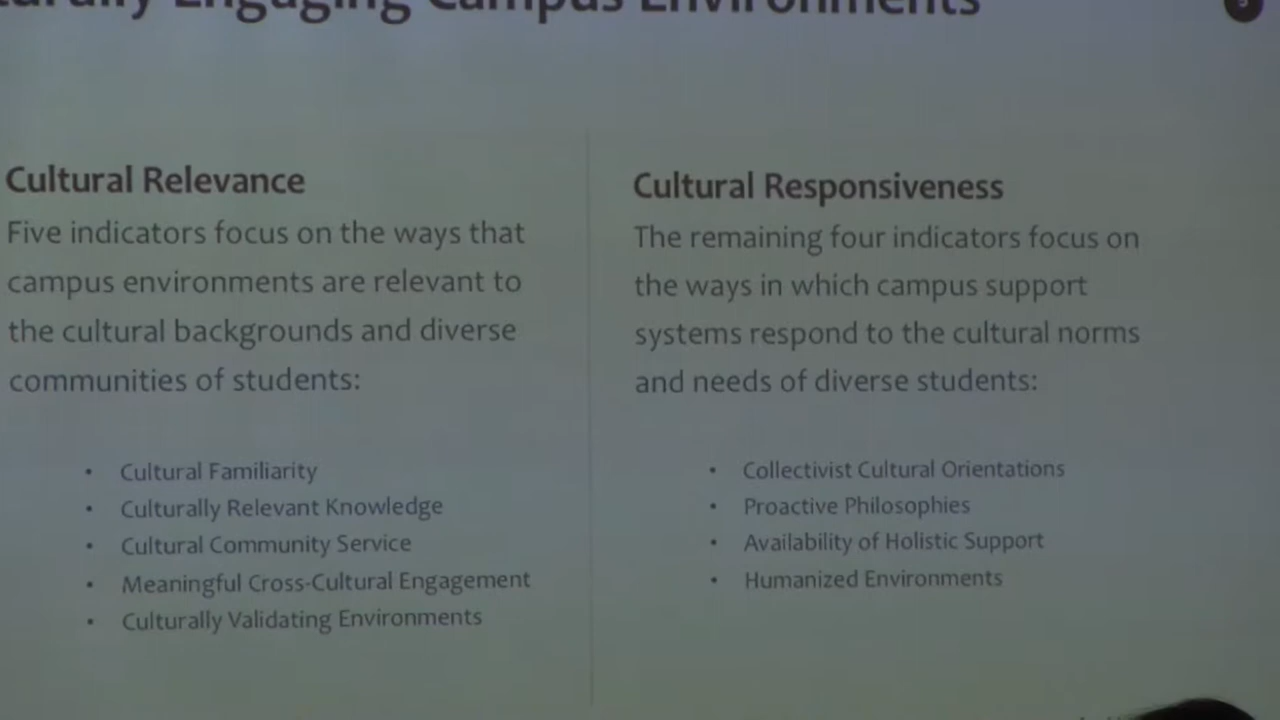 Engaging Campus Environments
Cultural Relevance
Five indicators focus on the ways that
campus environments are relevant to
the cultural backgrounds and diverse
communities of students:
• Cultural Familiarity
• Culturally Relevant Knowledge
• Cultural Community Service
• Meaningful Cross-Cultural Engagement
• Culturally Validating Environments
Cultural Responsiveness
The remaining four indicators focus on
the ways in which campus support
systems respond to the cultural norms
and needs of diverse students:
• Collectivist Cultural Orientations
• Proactive Philosophies
• Availability of Holistic Support
• Humanized Environments